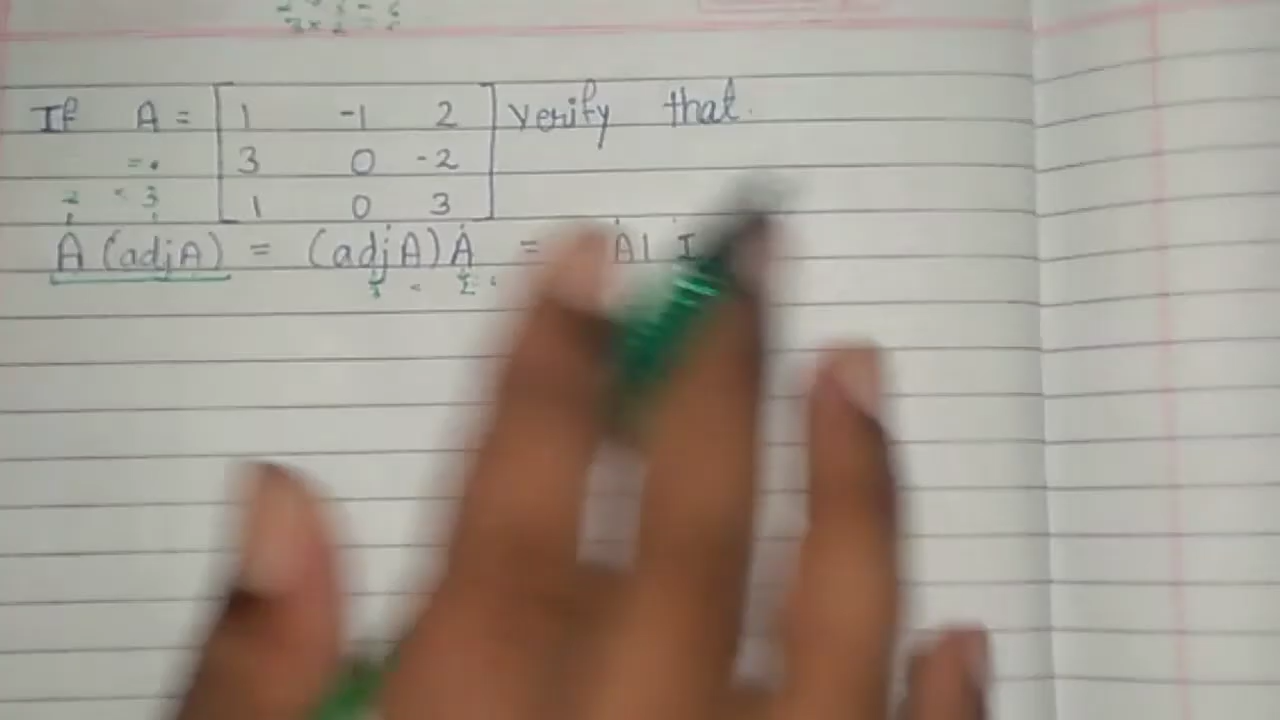 If A = 1 -1 2 verify that.
= 3 0 -2
1 0 3
A (adjA) = (adjA) A = A| I